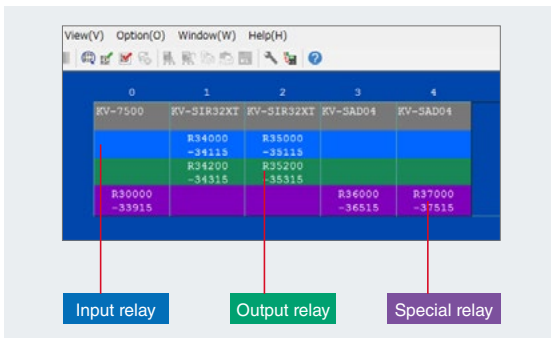 View(V) Option(O) Window(W) Help(H)
0 1 2 3 4
KV-7500 KV-SIR32XT KV-SIR32XT KV-SAD04 KV-SAD04
R34000 R35000
-34115 -35115
R34200 R35200
-34315 -35315
R30000 R36000 R37000
-33915 -36515 -37515
Input relay Output relay Special relay